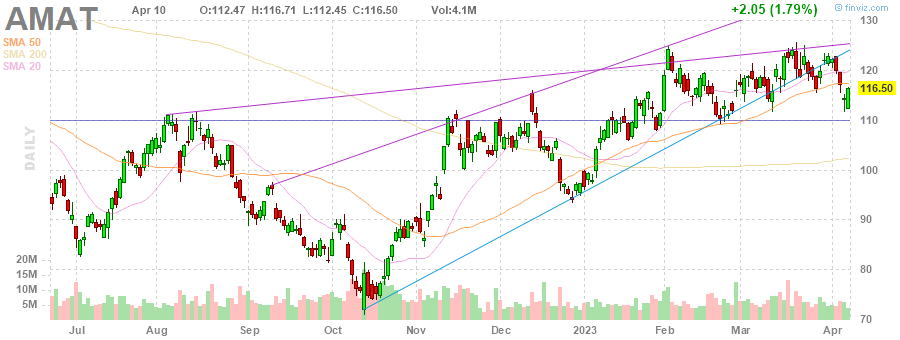 AMAT Apr 10 O:112.47 H:116.71 L:112.45 C:116.50 Vol:4.1M +2.05 (1.79%) © finviz.com
SMA 50
SMA 200
SMA 20
DAILY
130
120
116.50
110
100
90
80
70
20M
15M
10M
5M
Jul Aug Sep Oct Nov Dec 2023 Feb Mar Apr